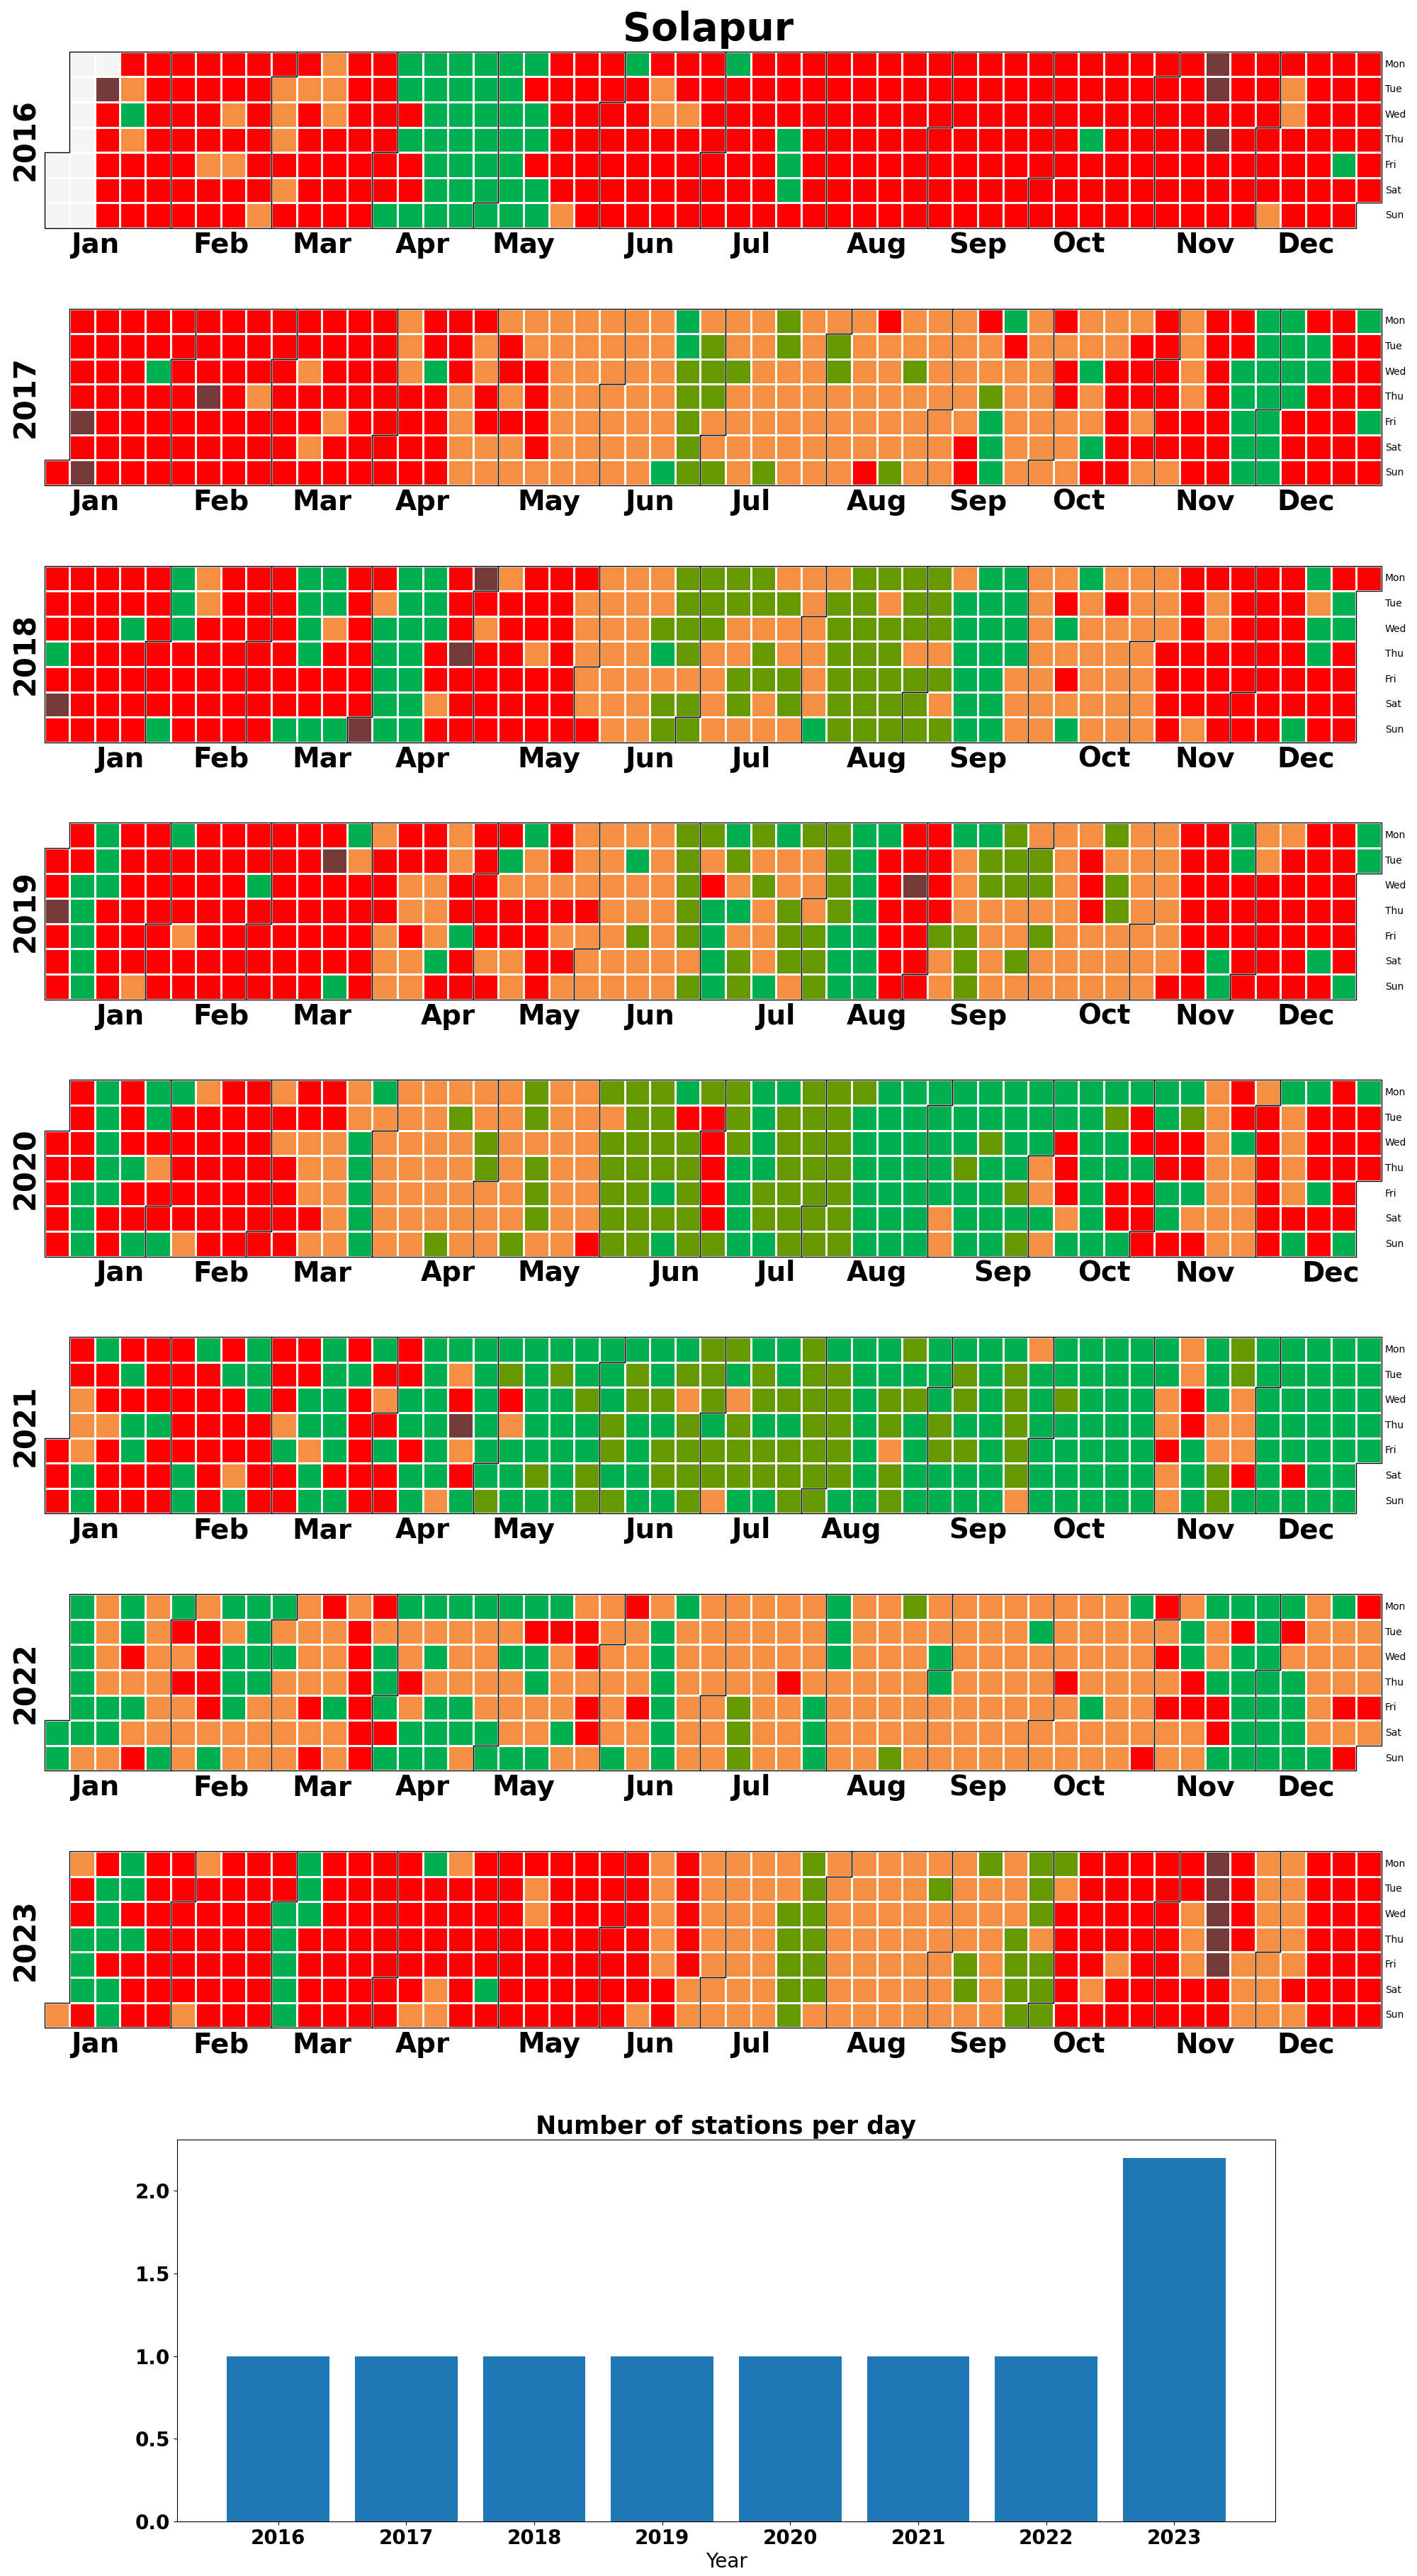 Solapur
2016
Mon
Tue
Wed
Thu
Fri
Sat
Sun
Jan Feb Mar Apr May Jun Jul Aug Sep Oct Nov Dec
2017
Mon
Tue
Wed
Thu
Fri
Sat
Sun
Jan Feb Mar Apr May Jun Jul Aug Sep Oct Nov Dec
2018
Mon
Tue
Wed
Thu
Fri
Sat
Sun
Jan Feb Mar Apr May Jun Jul Aug Sep Oct Nov Dec
2019
Mon
Tue
Wed
Thu
Fri
Sat
Sun
Jan Feb Mar Apr May Jun Jul Aug Sep Oct Nov Dec
2020
Mon
Tue
Wed
Thu
Fri
Sat
Sun
Jan Feb Mar Apr May Jun Jul Aug Sep Oct Nov Dec
2021
Mon
Tue
Wed
Thu
Fri
Sat
Sun
Jan Feb Mar Apr May Jun Jul Aug Sep Oct Nov Dec
2022
Mon
Tue
Wed
Thu
Fri
Sat
Sun
Jan Feb Mar Apr May Jun Jul Aug Sep Oct Nov Dec
2023
Mon
Tue
Wed
Thu
Fri
Sat
Sun
Jan Feb Mar Apr May Jun Jul Aug Sep Oct Nov Dec
Number of stations per day
2.0
1.5
1.0
0.5
0.0
2016 2017 2018 2019 2020 2021 2022 2023
Year